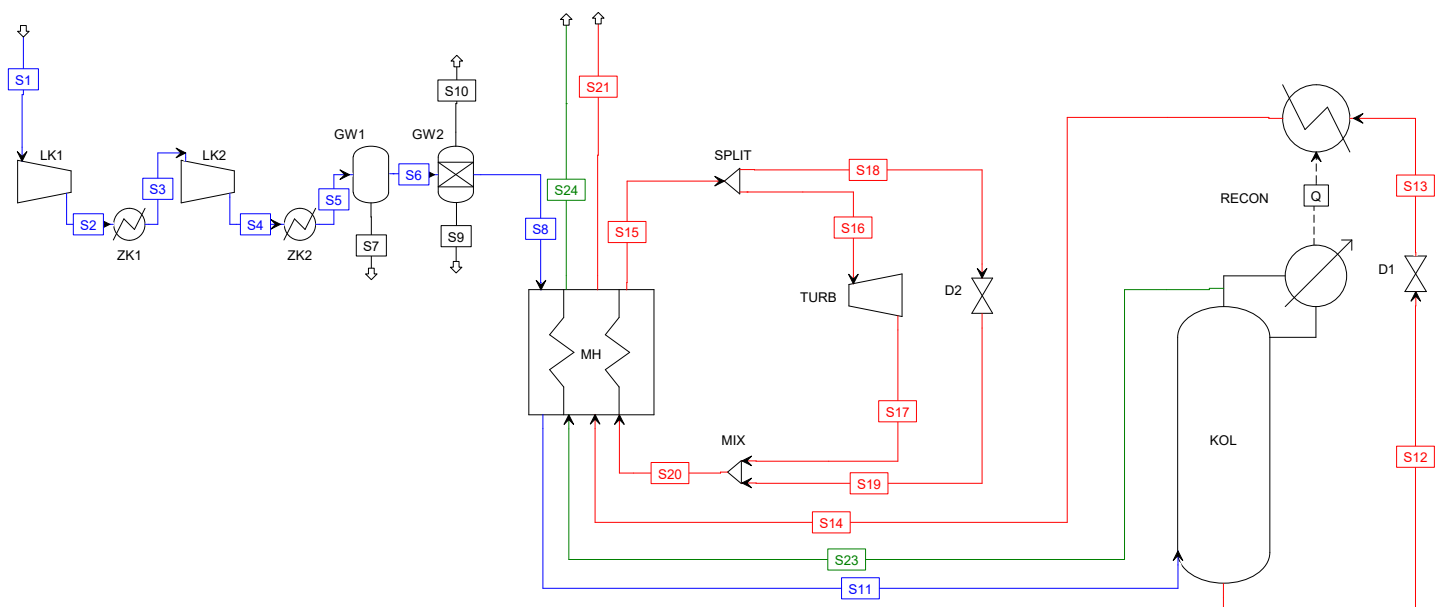 S1
S10
S21
GW1
GW2
LK1
LK2
SPLIT
S18
S6
S3
S5
S24
S13
RECON
Q
S2
S4
S15
S16
S8
S7
S9
ZK1
ZK2
D1
TURB
D2
MH
S17
MIX
KOL
S12
S20
S19
S14
S23
S11